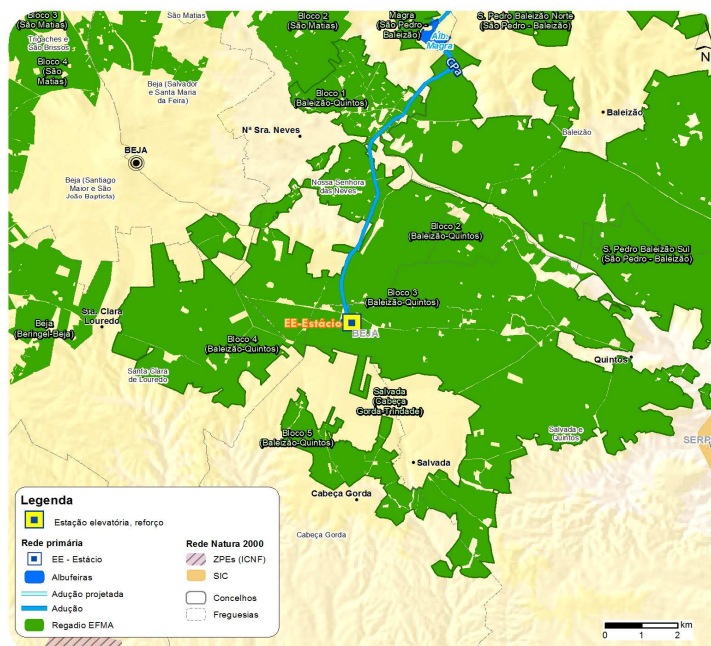 Bloco 3
(São Matias)
São Matias
Bloco 2
(São Matias)
Magra
(São Pedro -
Baleizão)
S. Pedro Baleizão Norte
(São Pedro - Baleizão)
Trigaches e
São Brissos
Alb.
Magra
N
Bloco 4
(São
Matias)
CPa
Beja (Salvador
e Santa Maria
da Feira)
Bloco 1
(Baleizão-Quintos)
Baleizão
Nª Sra. Neves
Baleizão
BEJA
Beja (Santiago
Maior e São
João Baptista)
Nossa Senhora
das Neves
Bloco 2
(Baleizão-Quintos)
S. Pedro Baleizão Sul
(São Pedro - Baleizão)
Bloco 3
(Baleizão-Quintos)
Sta. Clara
Louredo
EE-Estácio
BEJA
Beja
(Beringel-Beja)
Bloco 4
(Baleizão-Quintos)
Quintos
Santa Clara
de Louredo
Salvada
(Cabeça
Gorda-Trindade)
Bloco 5
(Baleizão-Quintos)
Salvada e
Quintos
SERP
Salvada
Cabeça Gorda
Cabeça Gorda
Legenda
Estação elevatória, reforço
Rede primária
EE - Estácio
Albufeiras
Adução projetada
Adução
Regadio EFMA
Rede Natura 2000
ZPEs (ICNF)
SIC
Concelhos
Freguesias
km
0 1 2